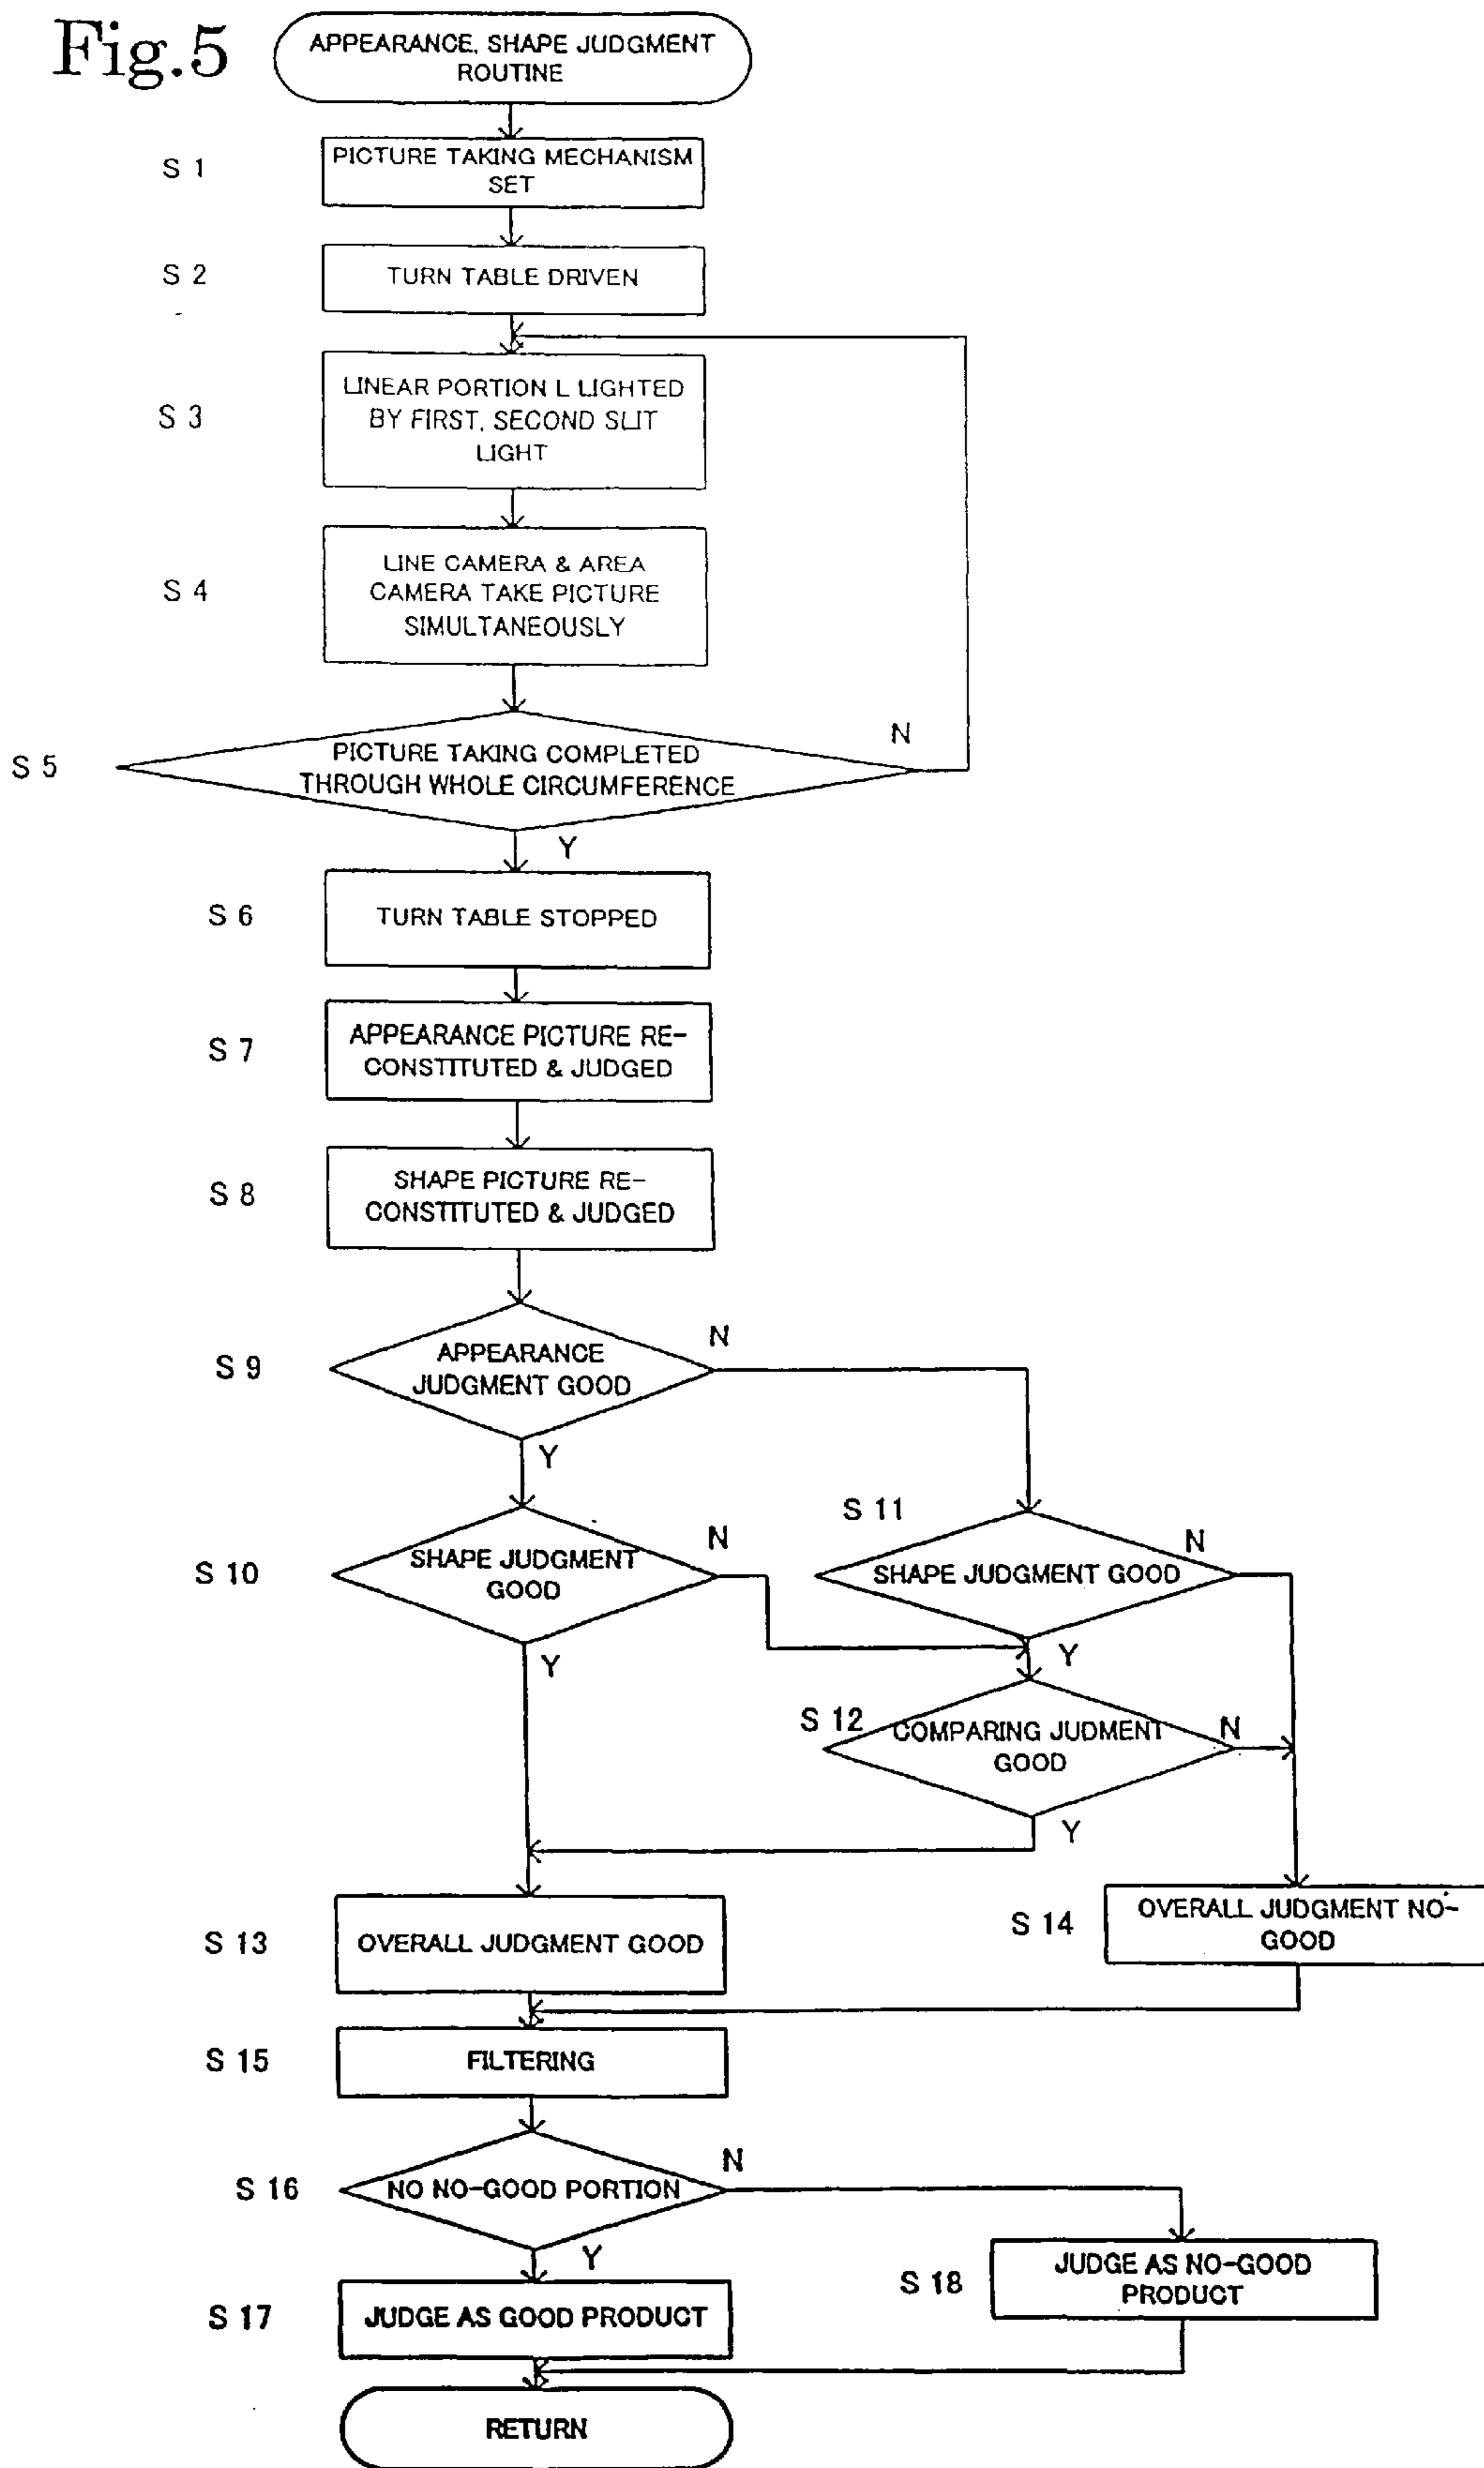 Fig.5
APPEARANCE, SHAPE JUDGMENT
ROUTINE
S 1
PICTURE TAKING MECHANISM
SET
S 2
TURN TABLE DRIVEN
S 3
LINEAR PORTION L LIGHTED
BY FIRST, SECOND SLIT
LIGHT
S 4
LINE CAMERA & AREA
CAMERA TAKE PICTURE
SIMULTANEOUSLY
S 5
PICTURE TAKING COMPLETED
THROUGH WHOLE CIRCUMFERENCE
N
Y
S 6
TURN TABLE STOPPED
S 7
APPEARANCE PICTURE RE-
CONSTITUTED & JUDGED
S 8
SHAPE PICTURE RE-
CONSTITUTED & JUDGED
S 9
APPEARANCE
JUDGMENT GOOD
N
Y
S 10
SHAPE JUDGMENT
GOOD
N
Y
S 11
SHAPE JUDGMENT GOOD
N
Y
S 12
COMPARING JUDMENT
GOOD
N
Y
S 13
OVERALL JUDGMENT GOOD
S 14
OVERALL JUDGMENT NO-
GOOD
S 15
FILTERING
S 16
NO NO-GOOD PORTION
N
Y
S 17
JUDGE AS GOOD PRODUCT
S 18
JUDGE AS NO-GOOD
PRODUCT
RETURN